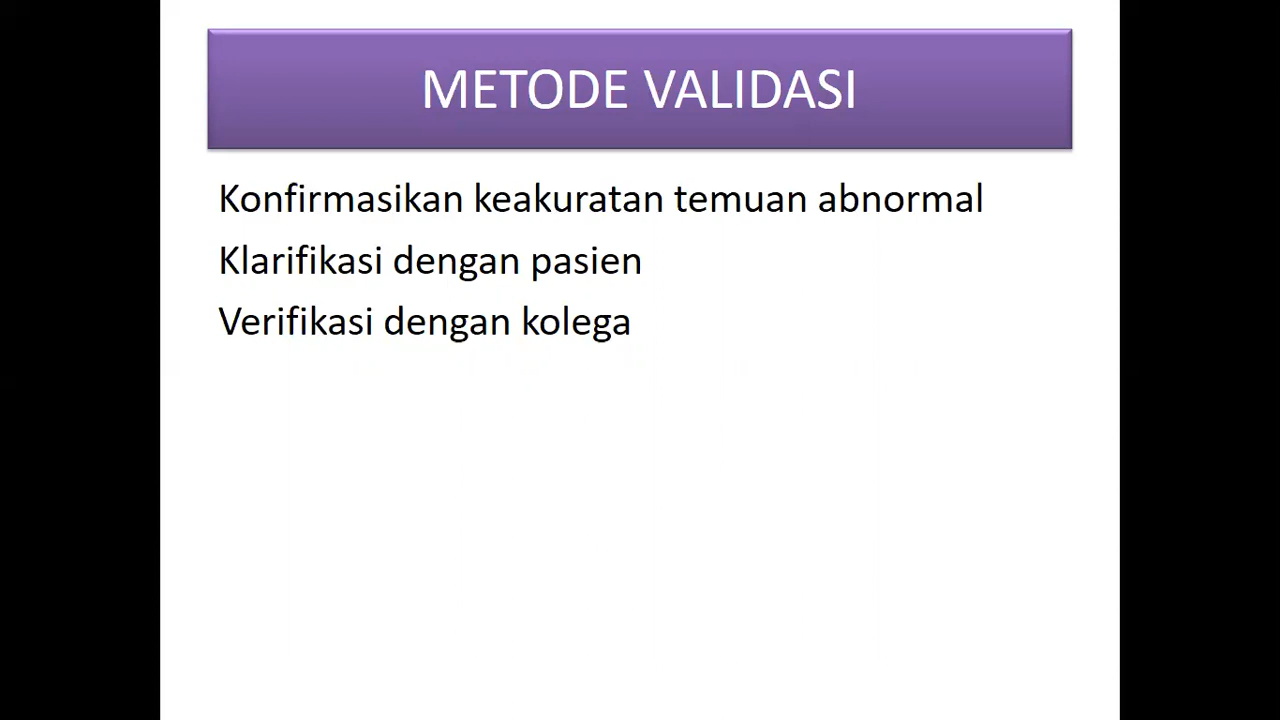 METODE VALIDASI
Konfirmasikan keakuratan temuan abnormal
Klarifikasi dengan pasien
Verifikasi dengan kolega